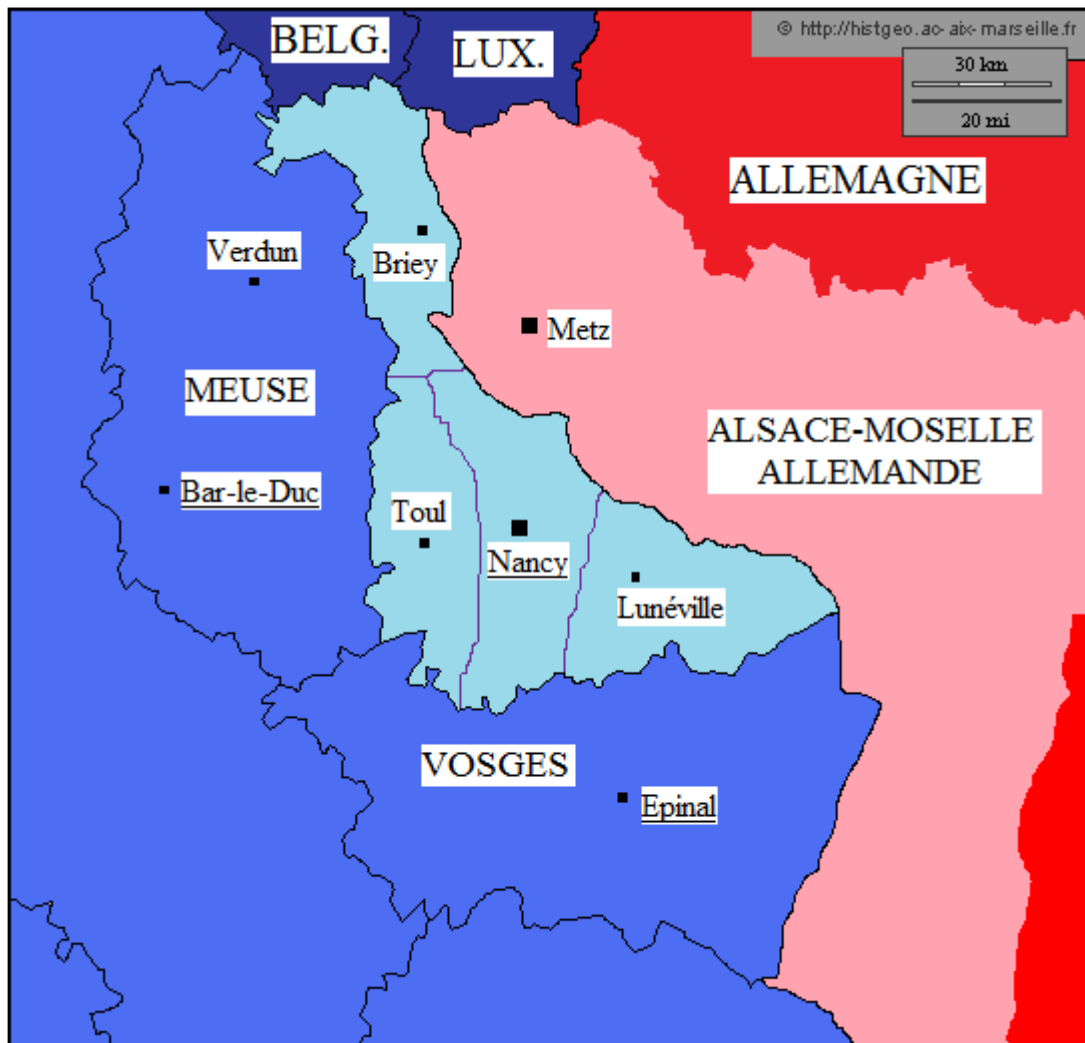 © http://histgeo.ac-aix-marseille.fr
BELG.
LUX.
30 km
20 mi
ALLEMAGNE
Verdun
Briey
Metz
MEUSE
ALSACE-MOSELLE
ALLEMANDE
Bar-le-Duc
Toul
Nancy
Lunéville
VOSGES
Epinal